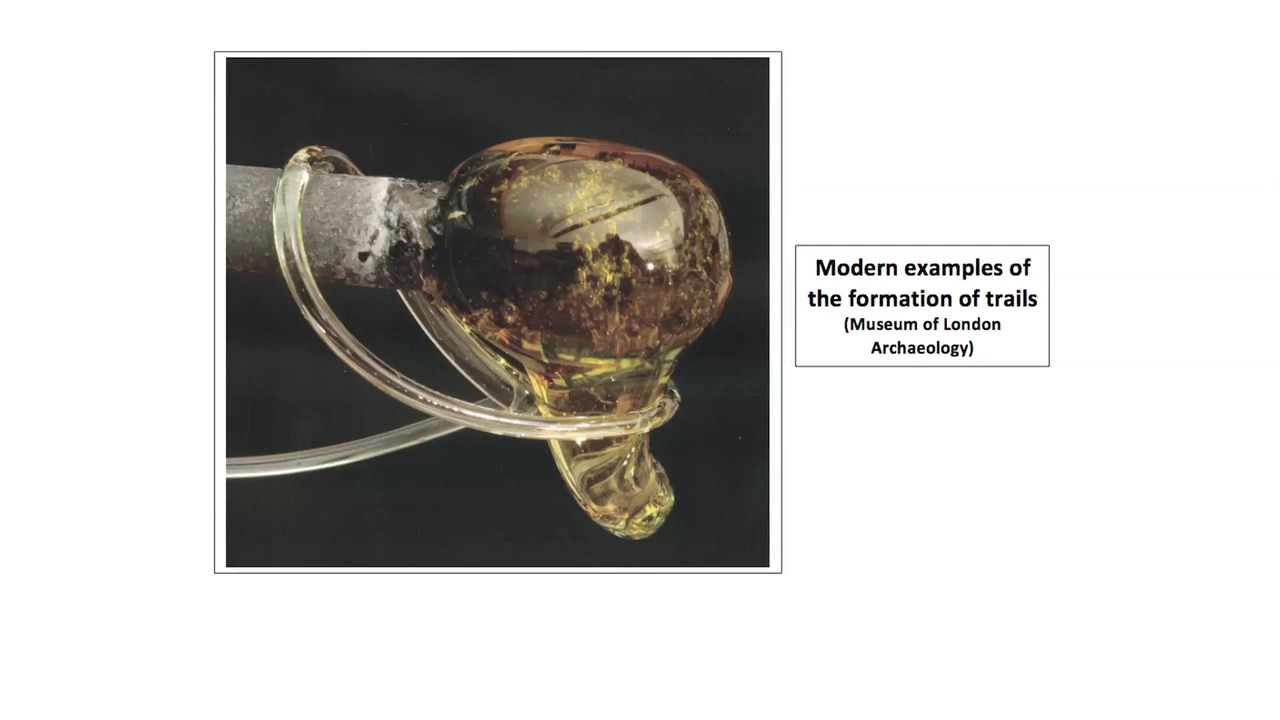 Modern examples of
the formation of trails
(Museum of London
Archaeology)